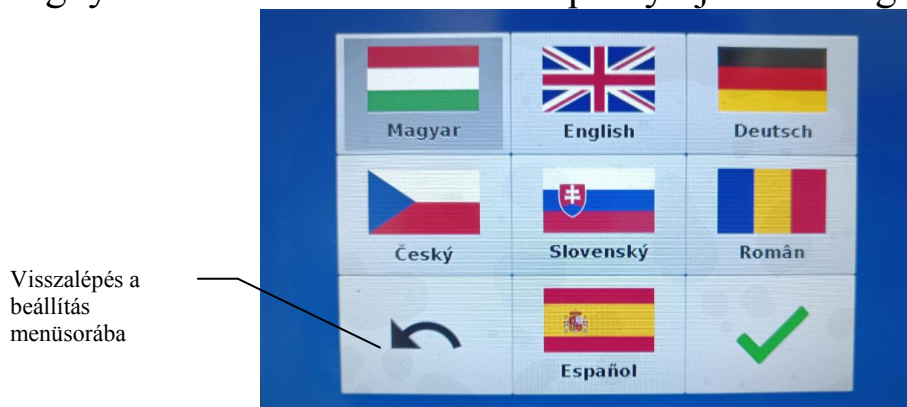 Magyar
English
Deutsch
Český
Slovenský
Român
Visszalépés a
beállítás
menüsorába
Español